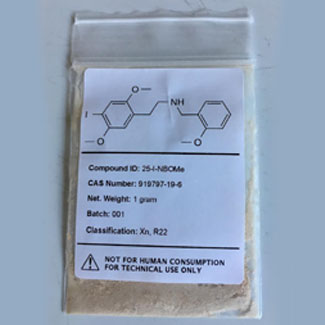 O
NH
I
O
O
Compound ID: 25-I-NBOMe
CAS Number: 919797-19-6
Net. Weight: 1 gram
Batch: 001
Classification: Xn, R22
NOT FOR HUMAN CONSUMPTION
FOR TECHNICAL USE ONLY